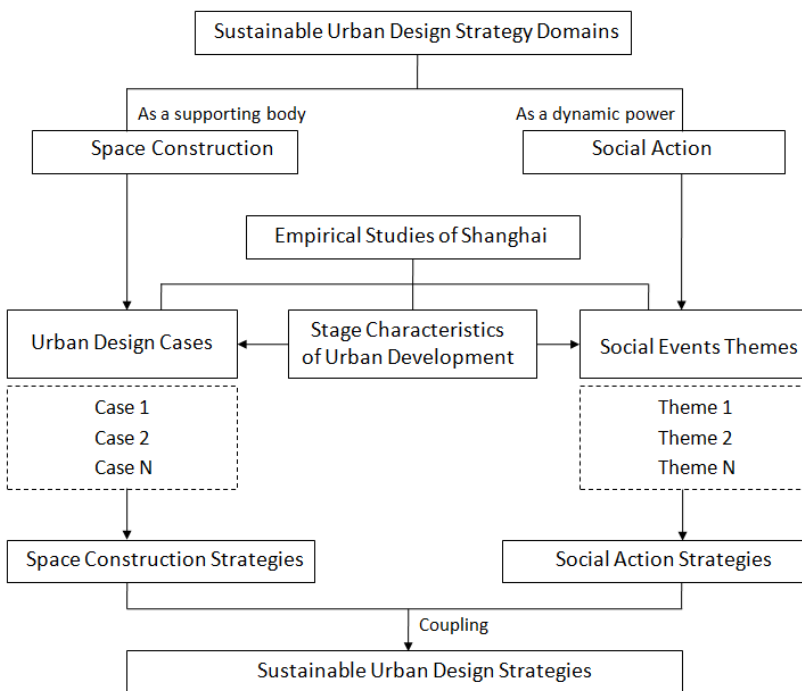 Sustainable Urban Design Strategy Domains
As a supporting body
As a dynamic power
Space Construction
Social Action
Empirical Studies of Shanghai
Urban Design Cases
Stage Characteristics
of Urban Development
Social Events Themes
Case 1
Case 2
Case N
Theme 1
Theme 2
Theme N
Space Construction Strategies
Social Action Strategies
Coupling
Sustainable Urban Design Strategies